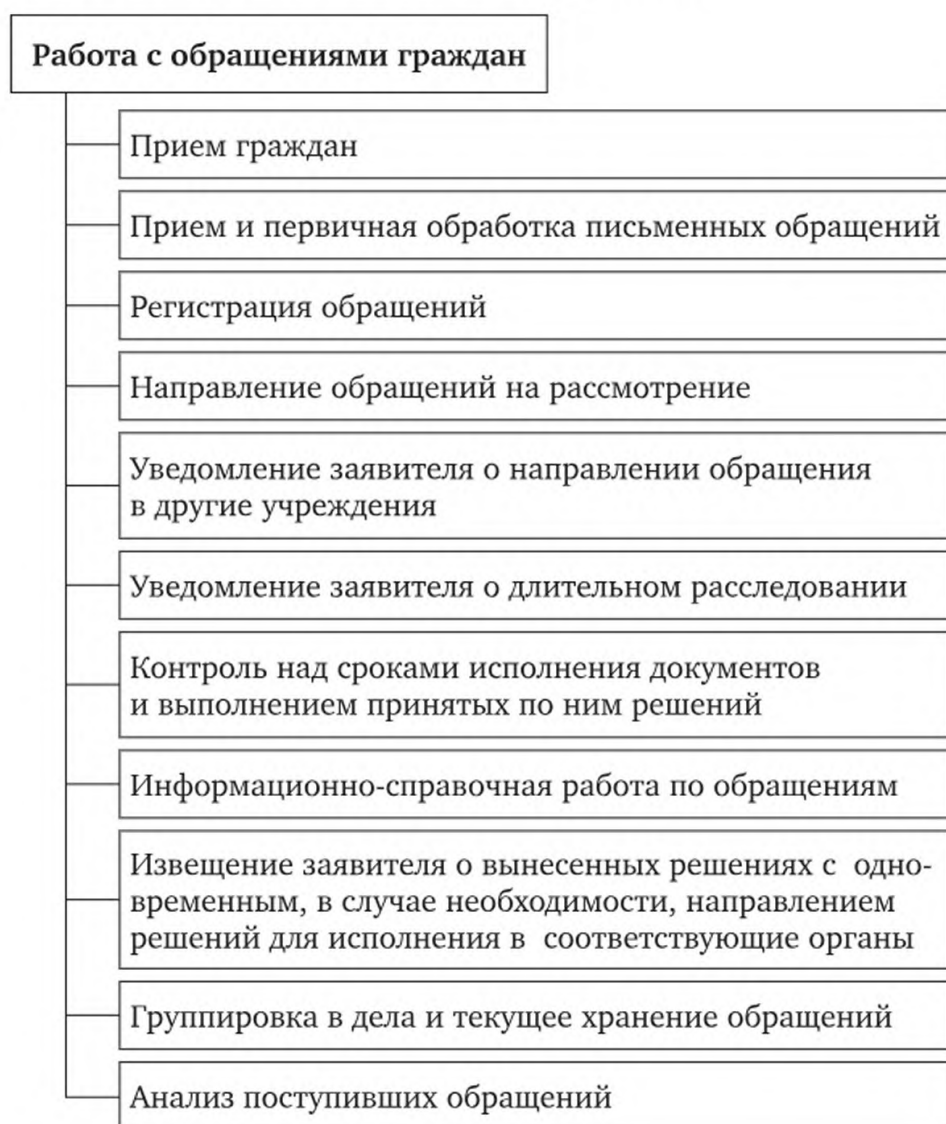 Работа с обращениями граждан
Прием граждан
Прием и первичная обработка письменных обращений
Регистрация обращений
Направление обращений на рассмотрение
Уведомление заявителя о направлении обращения
в другие учреждения
Уведомление заявителя о длительном расследовании
Контроль над сроками исполнения документов
и выполнением принятых по ним решений
Информационно-справочная работа по обращениям
Извещение заявителя о вынесенных решениях с одно-
временным, в случае необходимости, направлением
решений для исполнения в соответствующие органы
Группировка в дела и текущее хранение обращений
Анализ поступивших обращений